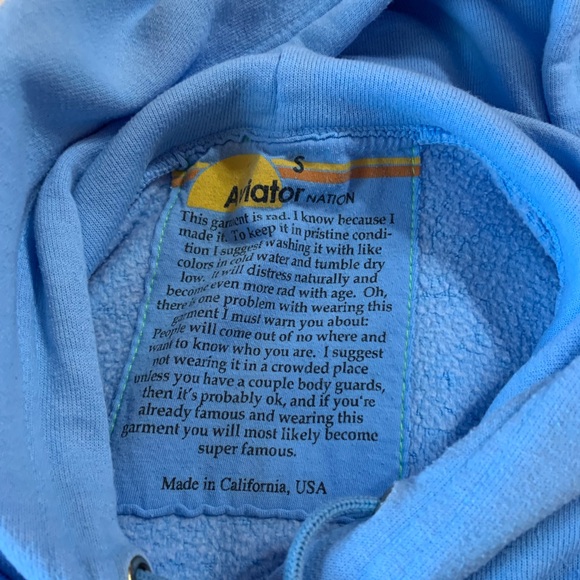 S
Aviator NATION
This garment is rad. I know because I
made it. To keep it in pristine condi-
tion I suggest washing it with like
colors in cold water and tumble dry
low. It will distress naturally and
become even more rad with age. Oh,
there is one problem with wearing this
garment I must warn you about:
People will come out of no where and
want to know who you are. I suggest
not wearing it in a crowded place
unless you have a couple body guards,
then it's probably ok, and if you're
already famous and wearing this
garment you will most likely become
super famous.
Made in California, USA